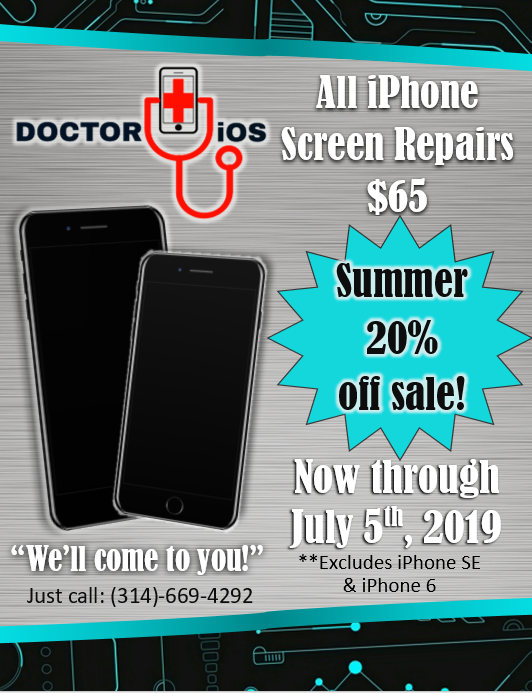 DOCTOR iOS
All iPhone
Screen Repairs
$65
Summer
20%
off sale!
Now through
July 5th, 2019
**Excludes iPhone SE
& iPhone 6
“We’ll come to you!”
Just call: (314)-669-4292